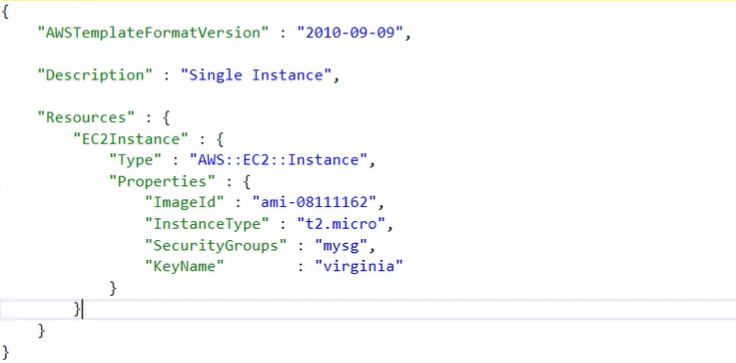 {
    "AWSTemplateFormatVersion" : "2010-09-09",
    "Description" : "Single Instance",
    "Resources" : {
        "EC2Instance" : {
            "Type" : "AWS::EC2::Instance",
            "Properties" : {
                "ImageId" : "ami-08111162",
                "InstanceType" : "t2.micro",
                "SecurityGroups" : "mysg",
                "KeyName"        : "virginia"
            }
        }
    }
}